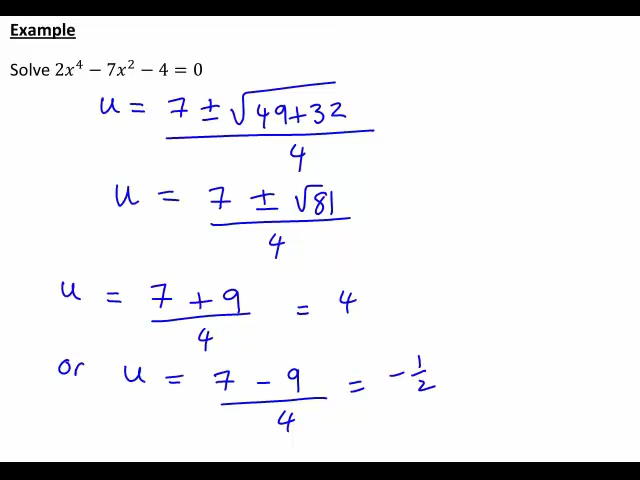 Example
Solve 2x⁴ − 7x² − 4 = 0
u = 7 ± √49+32 / 4
u = 7 ± √81 / 4
u = 7 + 9 / 4 = 4
or u = 7 − 9 / 4 = −1/2